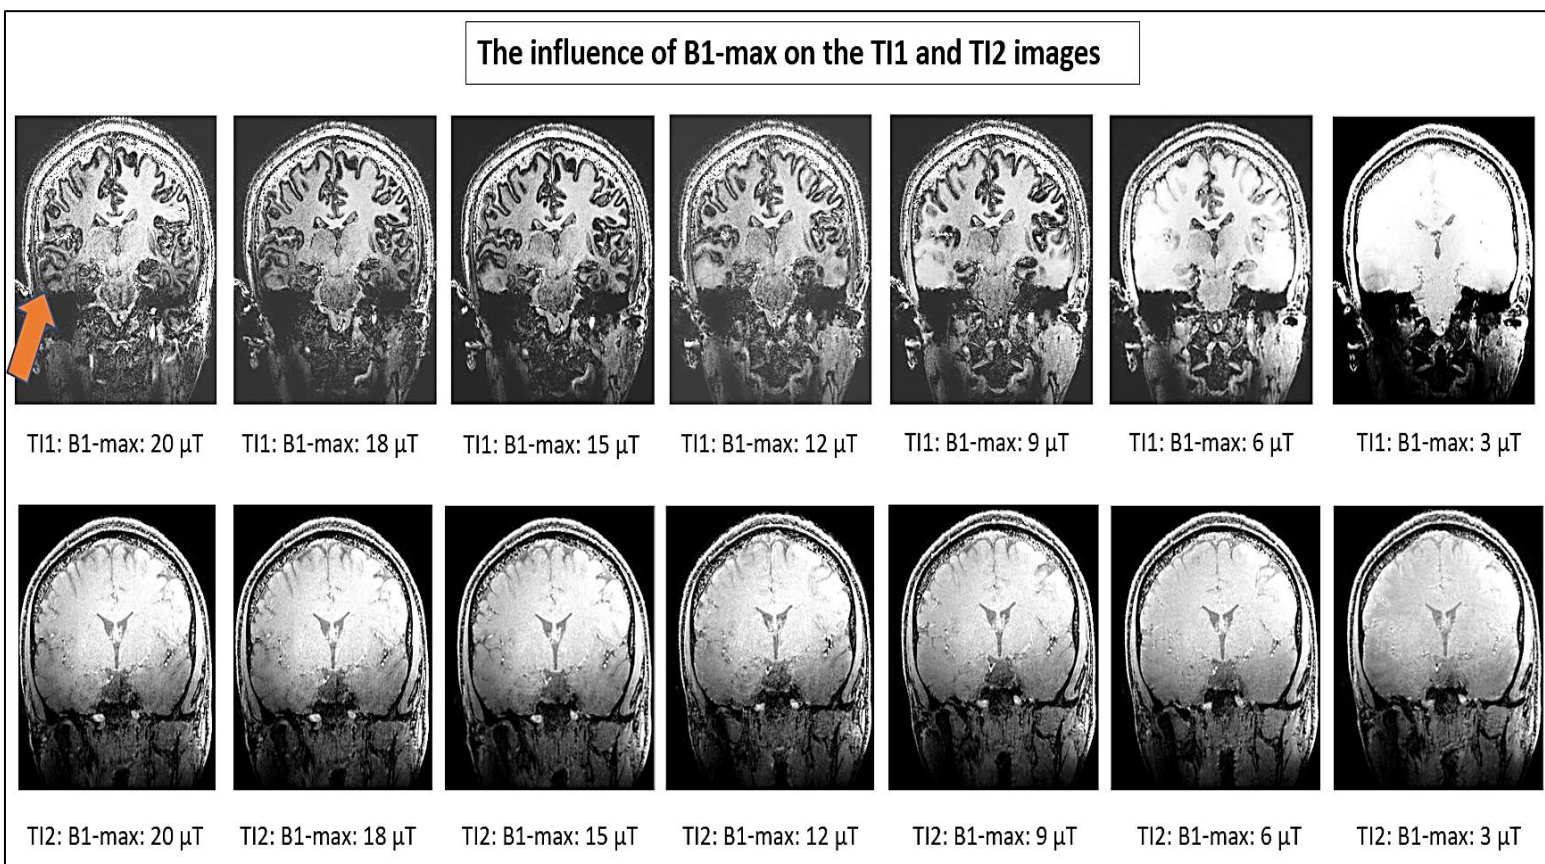 The influence of B1-max on the TI1 and TI2 images
TI1: B1-max: 20 μT
TI1: B1-max: 18 μT
TI1: B1-max: 15 μT
TI1: B1-max: 12 μT
TI1: B1-max: 9 μT
TI1: B1-max: 6 μT
TI1: B1-max: 3 μT
TI2: B1-max: 20 μT
TI2: B1-max: 18 μT
TI2: B1-max: 15 μT
TI2: B1-max: 12 μT
TI2: B1-max: 9 μT
TI2: B1-max: 6 μT
TI2: B1-max: 3 μT